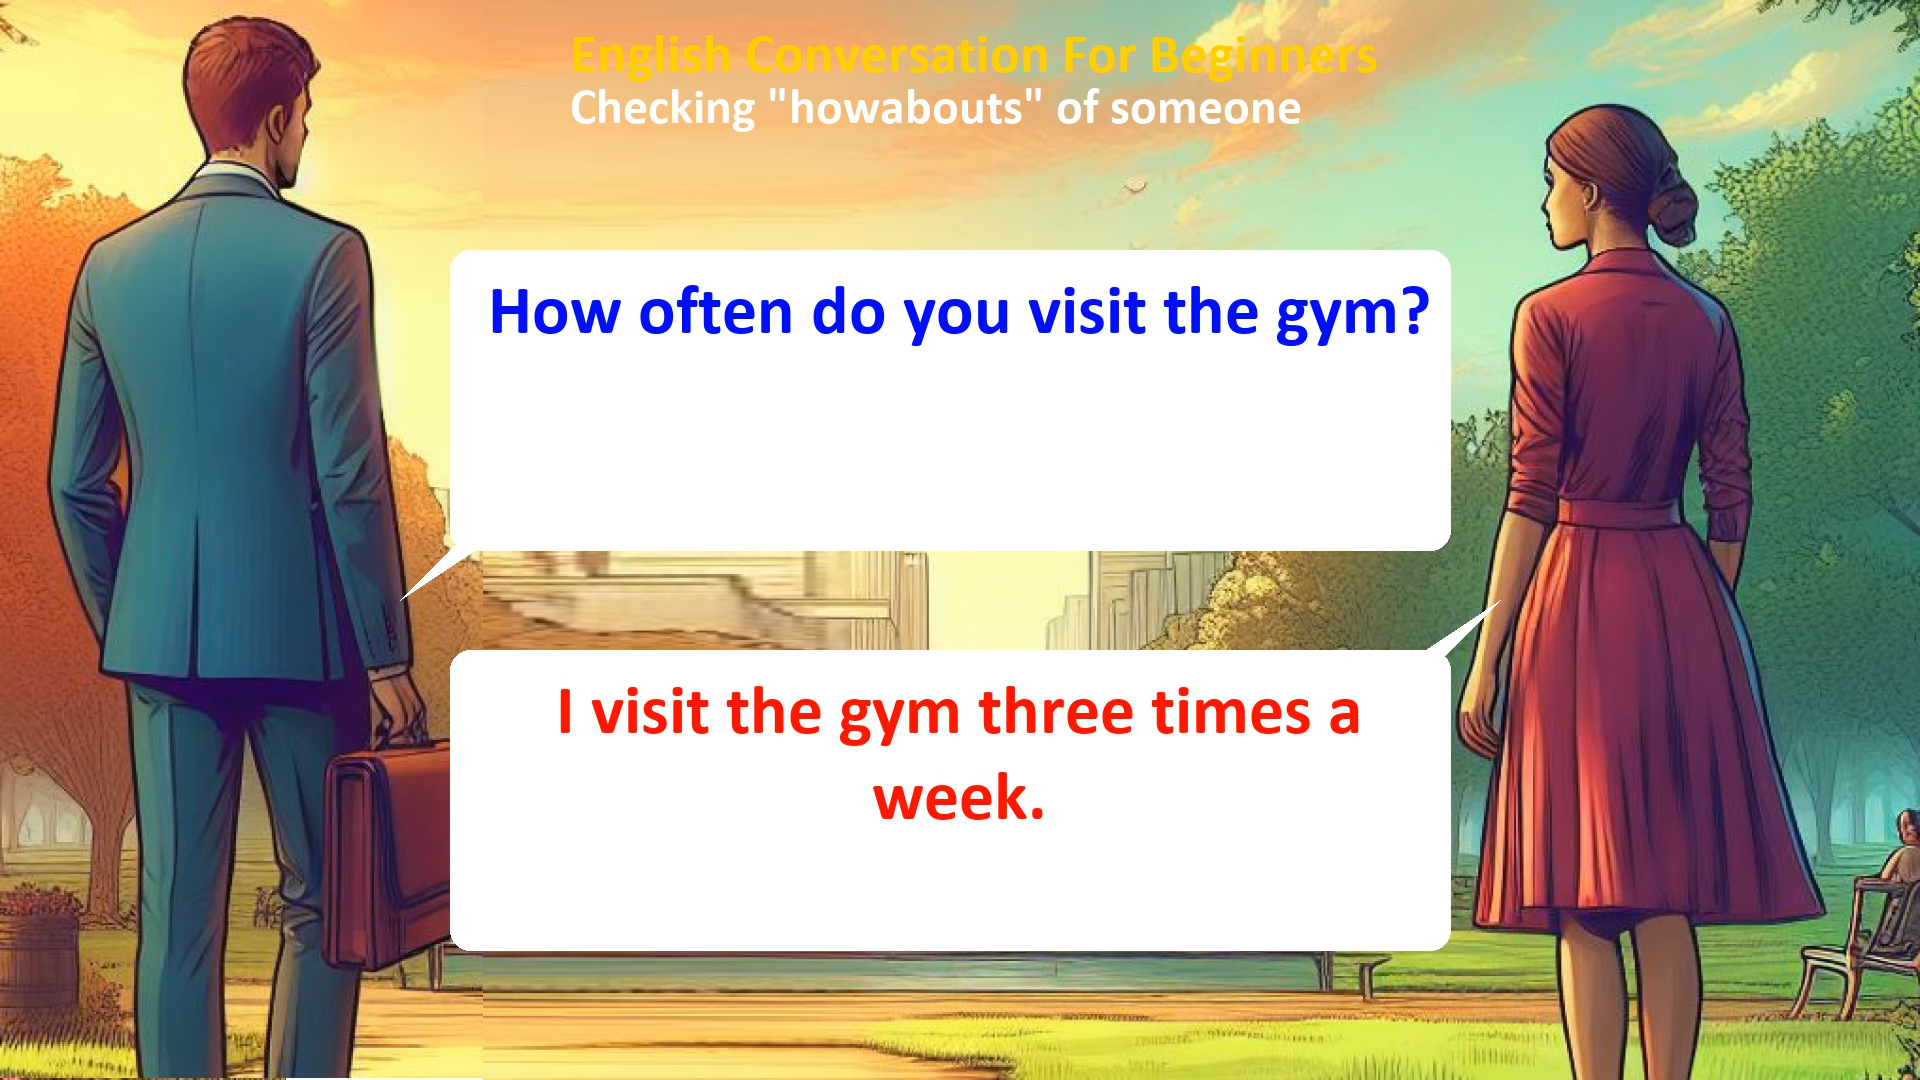 English Conversation For Beginners
Checking "howabouts" of someone
How often do you visit the gym?
I visit the gym three times a
week.